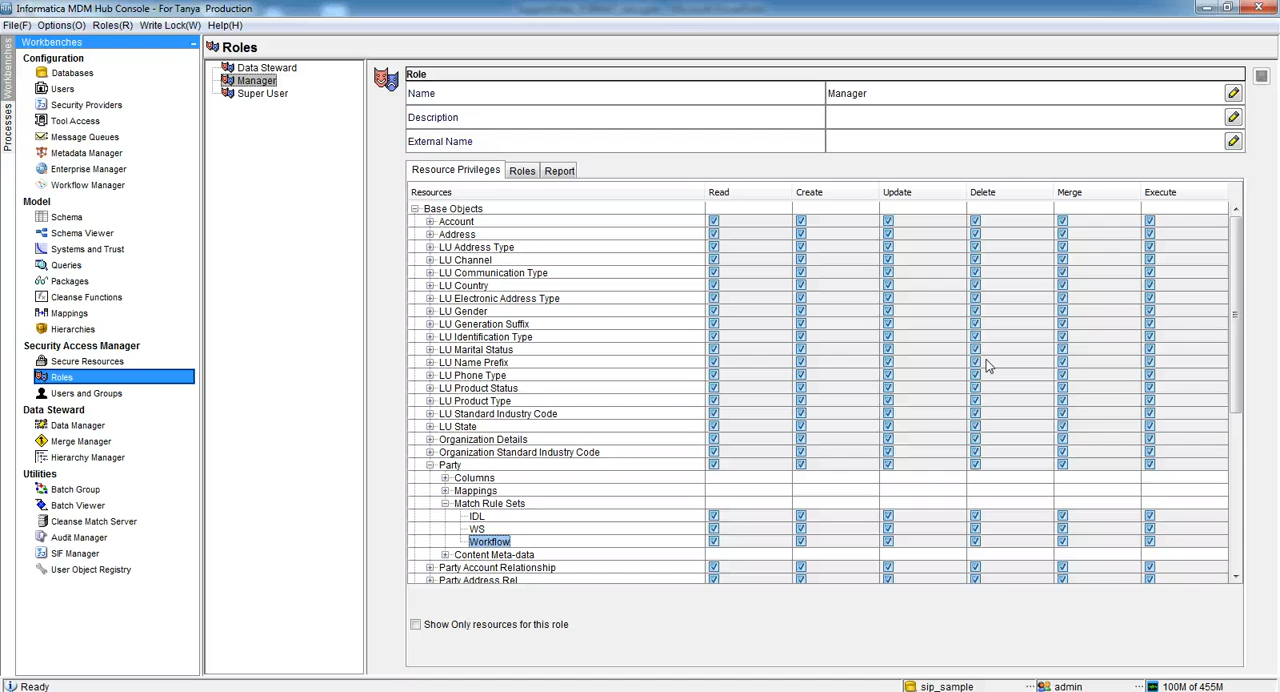 Informatica MDM Hub Console - For Tanya Production
File(F) Options(O) Roles(R) Write Lock(W) Help(H)
Workbenches
Processes
Workbenches
Configuration
Databases
Users
Security Providers
Tool Access
Message Queues
Metadata Manager
Enterprise Manager
Workflow Manager
Model
Schema
Schema Viewer
Systems and Trust
Queries
Packages
Cleanse Functions
Mappings
Hierarchies
Security Access Manager
Secure Resources
Roles
Users and Groups
Data Steward
Data Manager
Merge Manager
Hierarchy Manager
Utilities
Batch Group
Batch Viewer
Cleanse Match Server
Audit Manager
SIF Manager
User Object Registry
Roles
Data Steward
Manager
Super User
Role
Name Manager
Description
External Name
Resource Privileges Roles Report
Resources Read Create Update Delete Merge Execute
Base Objects
Account
Address
LU Address Type
LU Channel
LU Communication Type
LU Country
LU Electronic Address Type
LU Gender
LU Generation Suffix
LU Identification Type
LU Marital Status
LU Name Prefix
LU Phone Type
LU Product Status
LU Product Type
LU Standard Industry Code
LU State
Organization Details
Organization Standard Industry Code
Party
Columns
Mappings
Match Rule Sets
IDL
WS
Workflow
Content Meta-data
Party Account Relationship
Party Address Rel
Show Only resources for this role
Ready sip_sample admin 100M of 455M